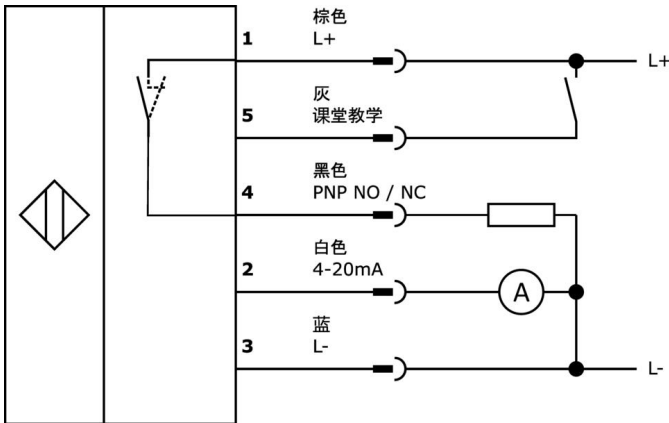 棕色
1 L+ L+
灰
5 课堂教学
黑色
4 PNP NO / NC
白色
2 4-20mA A
蓝
3 L- L-